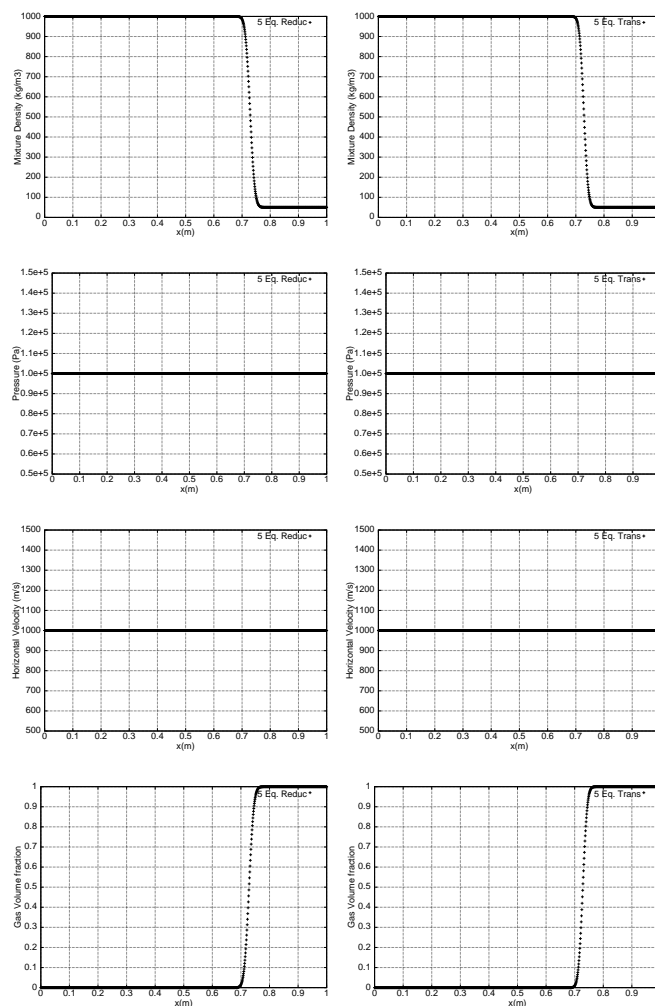 1000
900
800
700
600
500
400
300
200
100
0
Mixture Density (kg/m3)
5 Eq. Reduc
0 0.1 0.2 0.3 0.4 0.5 0.6 0.7 0.8 0.9 1
x(m)
1000
900
800
700
600
500
400
300
200
100
0
Mixture Density (kg/m3)
5 Eq. Trans
0 0.1 0.2 0.3 0.4 0.5 0.6 0.7 0.8 0.9
x(m)
1.5e+5
1.4e+5
1.3e+5
1.2e+5
1.1e+5
1.0e+5
0.9e+5
0.8e+5
0.7e+5
0.6e+5
0.5e+5
Pressure (Pa)
5 Eq. Reduc
0 0.1 0.2 0.3 0.4 0.5 0.6 0.7 0.8 0.9 1
x(m)
1.5e+5
1.4e+5
1.3e+5
1.2e+5
1.1e+5
1.0e+5
0.9e+5
0.8e+5
0.7e+5
0.6e+5
0.5e+5
Pressure (Pa)
5 Eq. Trans
0 0.1 0.2 0.3 0.4 0.5 0.6 0.7 0.8 0.9
x(m)
1500
1400
1300
1200
1100
1000
900
800
700
600
500
Horizontal Velocity (m/s)
5 Eq. Reduc
0 0.1 0.2 0.3 0.4 0.5 0.6 0.7 0.8 0.9 1
x(m)
1500
1400
1300
1200
1100
1000
900
800
700
600
500
Horizontal Velocity (m/s)
5 Eq. Trans
0 0.1 0.2 0.3 0.4 0.5 0.6 0.7 0.8 0.9
x(m)
1
0.9
0.8
0.7
0.6
0.5
0.4
0.3
0.2
0.1
0
Gas Volume fraction
5 Eq. Reduc
0 0.1 0.2 0.3 0.4 0.5 0.6 0.7 0.8 0.9 1
x(m)
1
0.9
0.8
0.7
0.6
0.5
0.4
0.3
0.2
0.1
0
Gas Volume fraction
5 Eq. Trans
0 0.1 0.2 0.3 0.4 0.5 0.6 0.7 0.8 0.9
x(m)